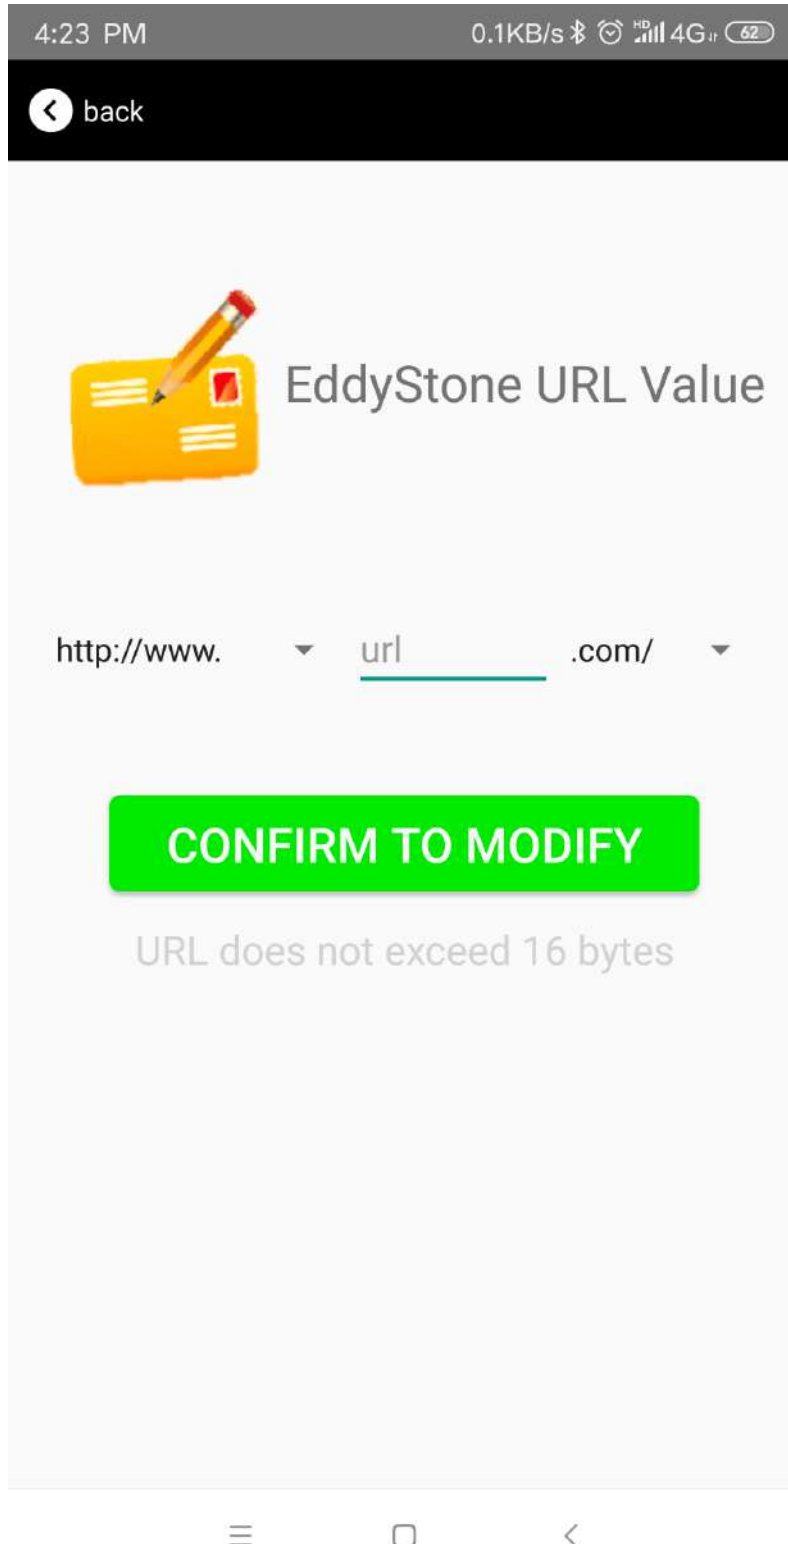 4:23 PM 0.1KB/s HD 4G 62
back
EddyStone URL Value
http://www. url .com/
CONFIRM TO MODIFY
URL does not exceed 16 bytes